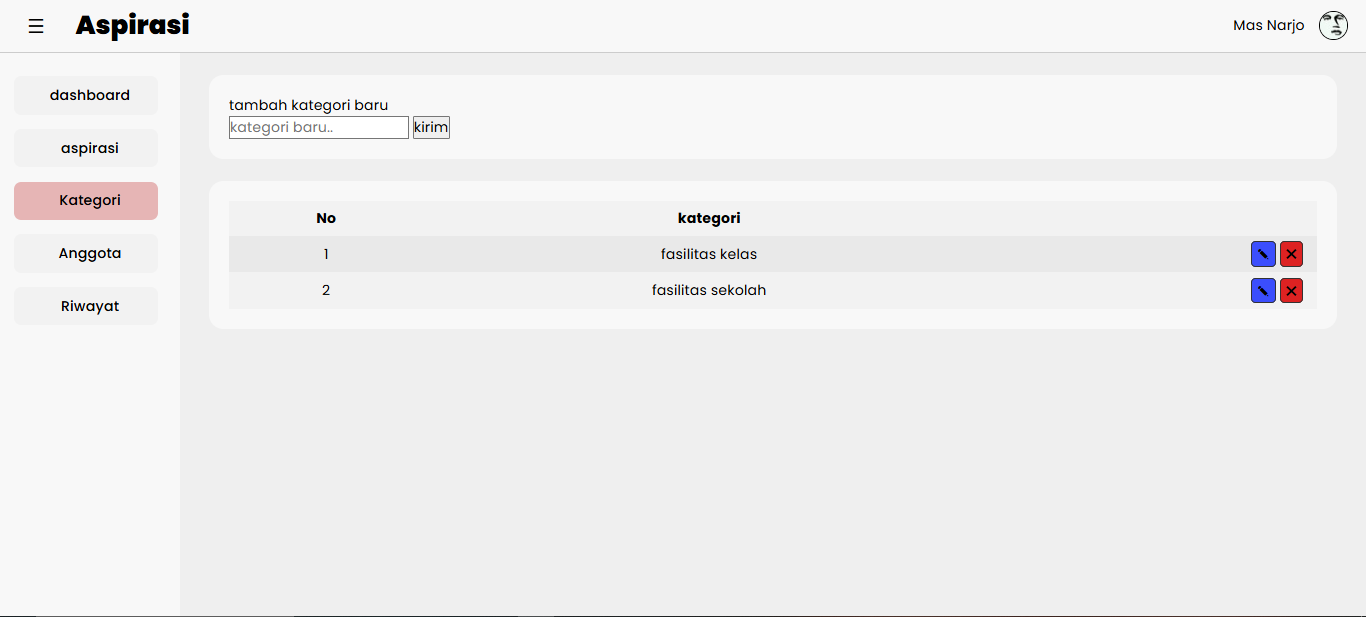 ☰ Aspirasi Mas Narjo
dashboard
aspirasi
Kategori
Anggota
Riwayat
tambah kategori baru
kategori baru.. kirim
No kategori
1 fasilitas kelas
2 fasilitas sekolah